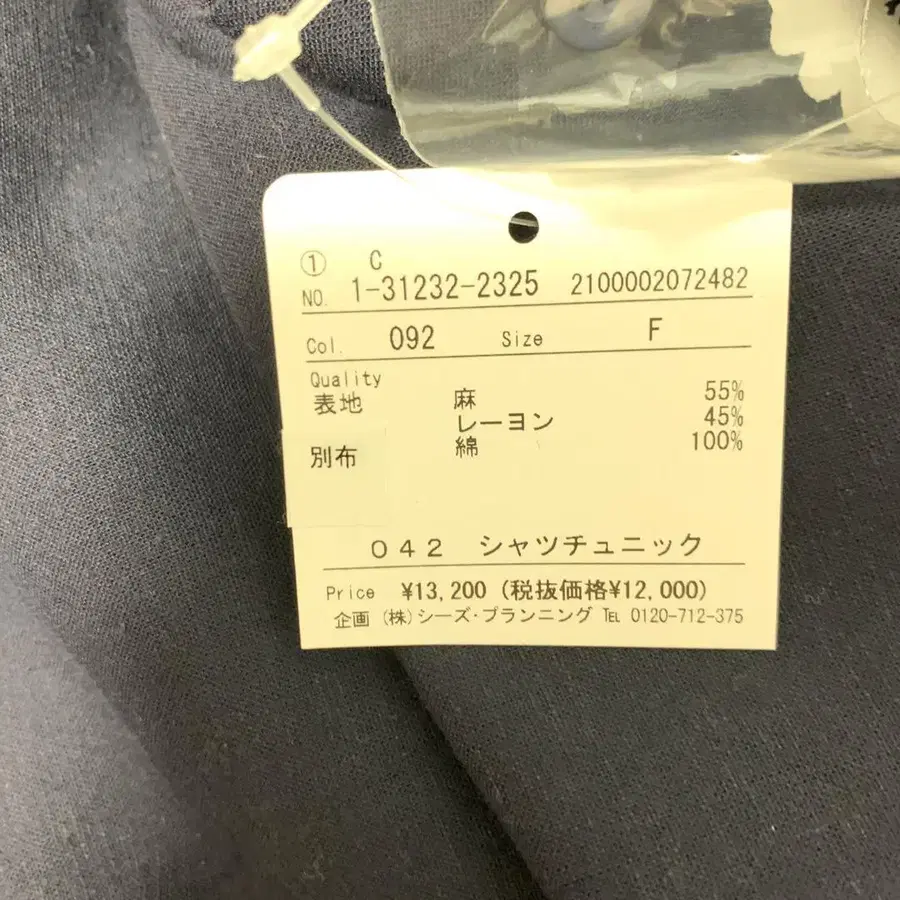 ① C
NO. 1-31232-2325 2100002072482
Col. 092 Size F
Quality
表地 麻 55%
レーヨン 45%
別布 綿 100%
042 シャツチュニック
Price ¥13,200 (税抜価格¥12,000)
企画 (株)シーズ・プランニング TEL 0120-712-375